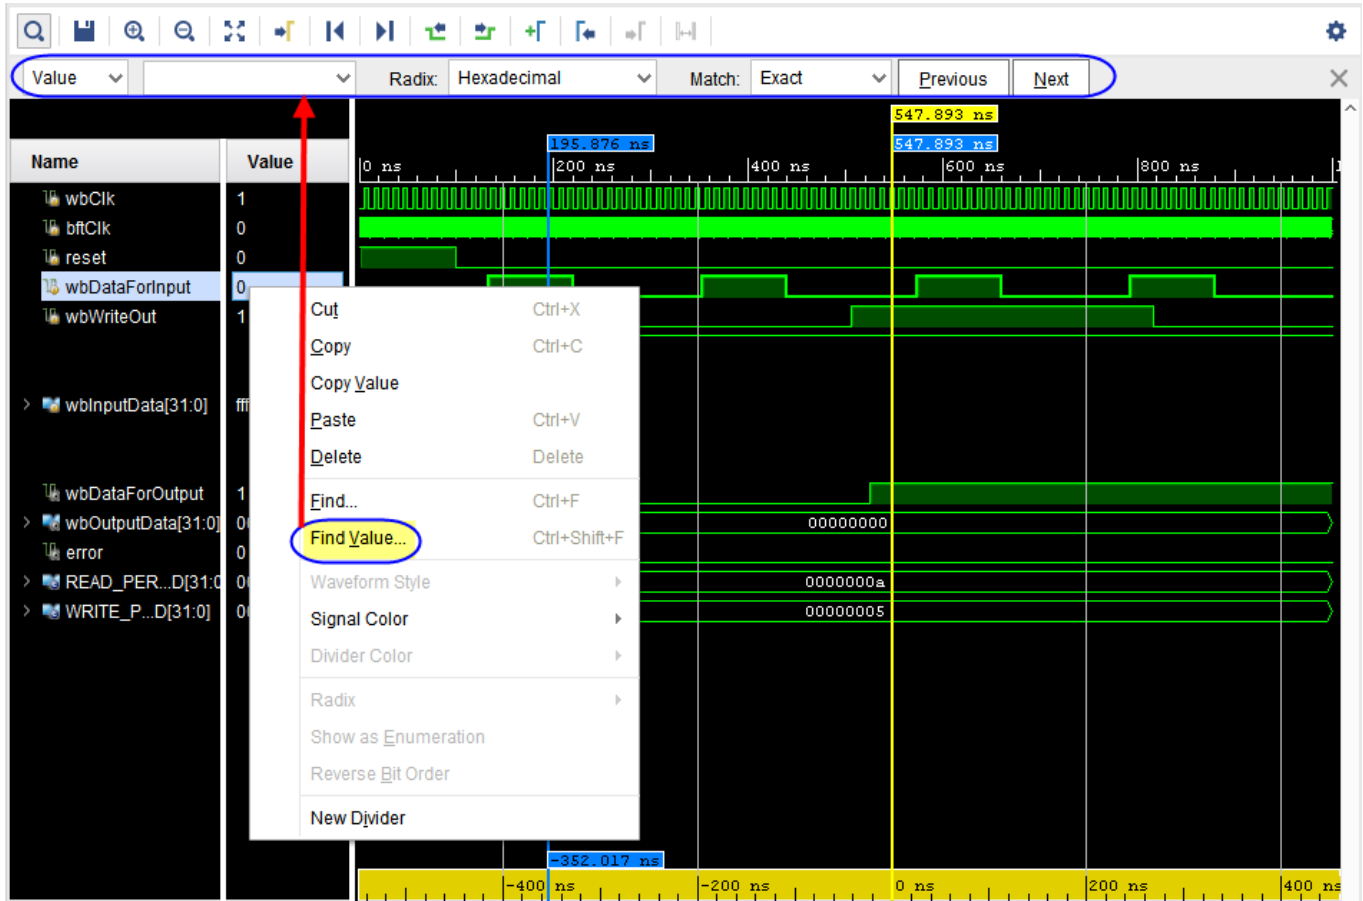 Value Radix: Hexadecimal Match: Exact Previous Next
547.893 ns
195.876 ns 547.893 ns
Name Value 0 ns 200 ns 400 ns 600 ns 800 ns
wbClk 1
bftClk 0
reset 0
wbDataForInput 0
wbWriteOut 1
wbInputData[31:0] fff
wbDataForOutput 1
wbOutputData[31:0] 00 00000000
error 0
READ_PER...D[31:0 00 0000000a
WRITE_P...D[31:0] 00 00000005
Cut Ctrl+X
Copy Ctrl+C
Copy Value
Paste Ctrl+V
Delete Delete
Find... Ctrl+F
Find Value... Ctrl+Shift+F
Waveform Style
Signal Color
Divider Color
Radix
Show as Enumeration
Reverse Bit Order
New Divider
-352.017 ns
-400 ns -200 ns 0 ns 200 ns 400 ns